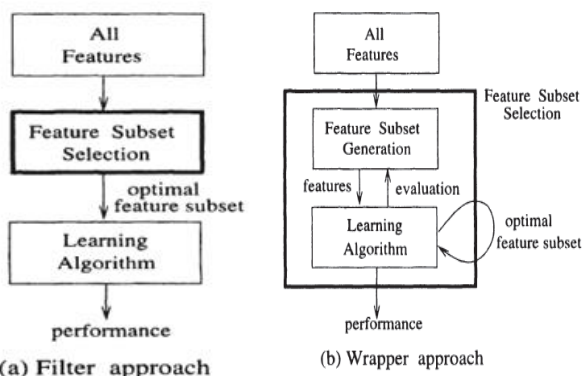 All
Features
Feature Subset
Selection
optimal
feature subset
Learning
Algorithm
performance
(a) Filter approach
All
Features
Feature Subset
Selection
Feature Subset
Generation
features
evaluation
Learning
Algorithm
optimal
feature subset
performance
(b) Wrapper approach